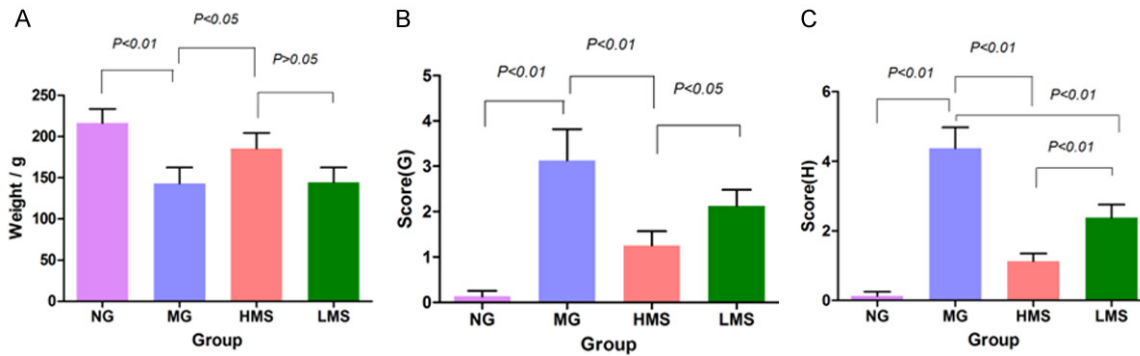 A
P<0.05
P<0.01
P>0.05
Weight / g
250
200
150
100
50
0
NG MG HMS LMS
Group
B
P<0.01
P<0.01
P<0.05
Score(G)
5
4
3
2
1
0
NG MG HMS LMS
Group
C
P<0.01
P<0.01
P<0.01
P<0.01
Score(H)
6
4
2
0
NG MG HMS LMS
Group